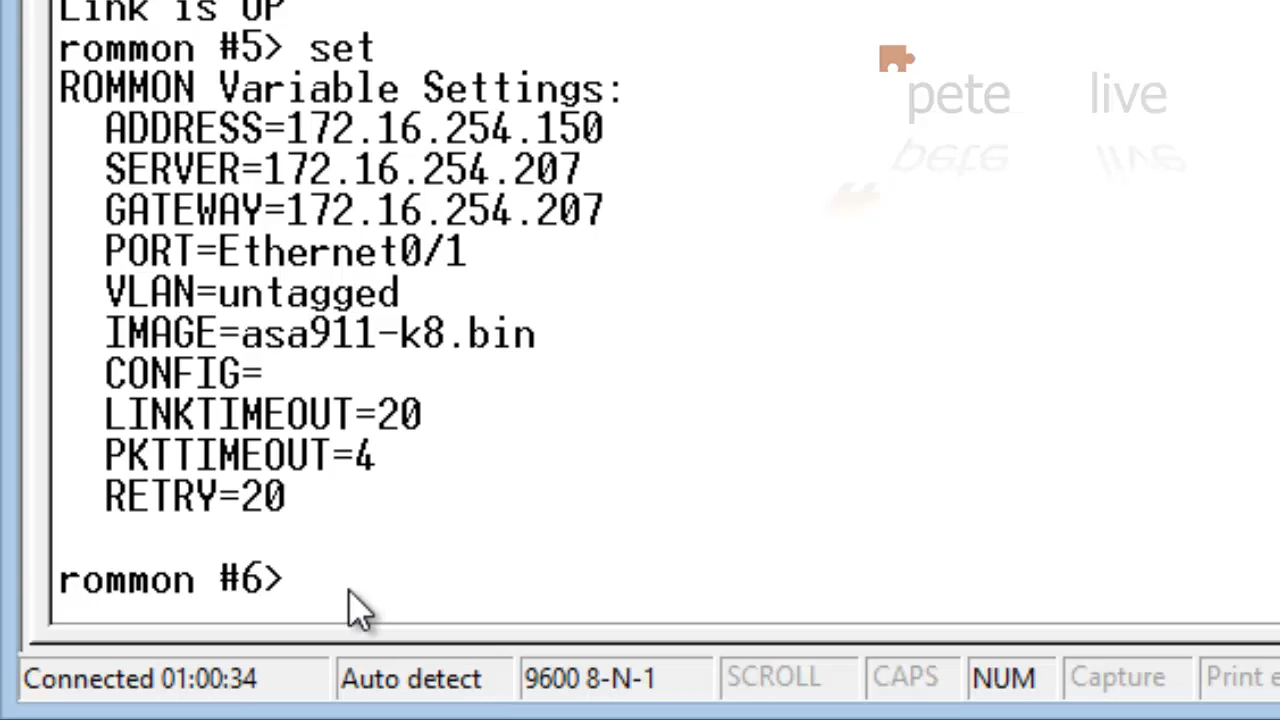 Link is UP
rommon #5> set
ROMMON Variable Settings:
ADDRESS=172.16.254.150
SERVER=172.16.254.207
GATEWAY=172.16.254.207
PORT=Ethernet0/1
VLAN=untagged
IMAGE=asa911-k8.bin
CONFIG=
LINKTIMEOUT=20
PKTTIMEOUT=4
RETRY=20
rommon #6>
pete live
Connected 01:00:34 Auto detect 9600 8-N-1 SCROLL CAPS NUM Capture Print